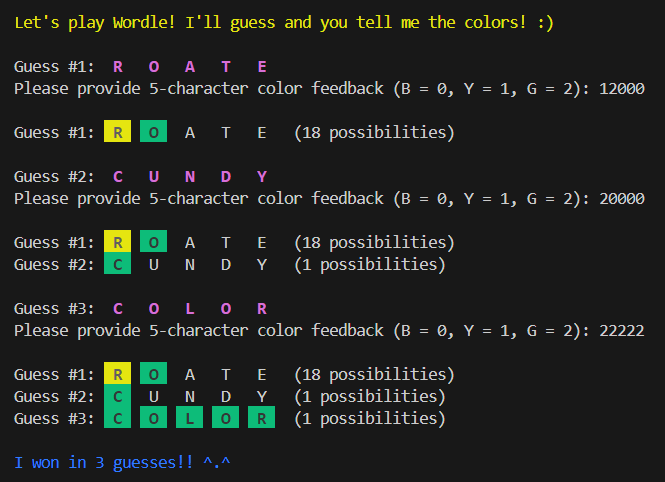 Let's play Wordle! I'll guess and you tell me the colors! :)
Guess #1: R O A T E
Please provide 5-character color feedback (B = 0, Y = 1, G = 2): 12000
Guess #1: R O A T E (18 possibilities)
Guess #2: C U N D Y
Please provide 5-character color feedback (B = 0, Y = 1, G = 2): 20000
Guess #1: R O A T E (18 possibilities)
Guess #2: C U N D Y (1 possibilities)
Guess #3: C O L O R
Please provide 5-character color feedback (B = 0, Y = 1, G = 2): 22222
Guess #1: R O A T E (18 possibilities)
Guess #2: C U N D Y (1 possibilities)
Guess #3: C O L O R (1 possibilities)
I won in 3 guesses!! ^.^